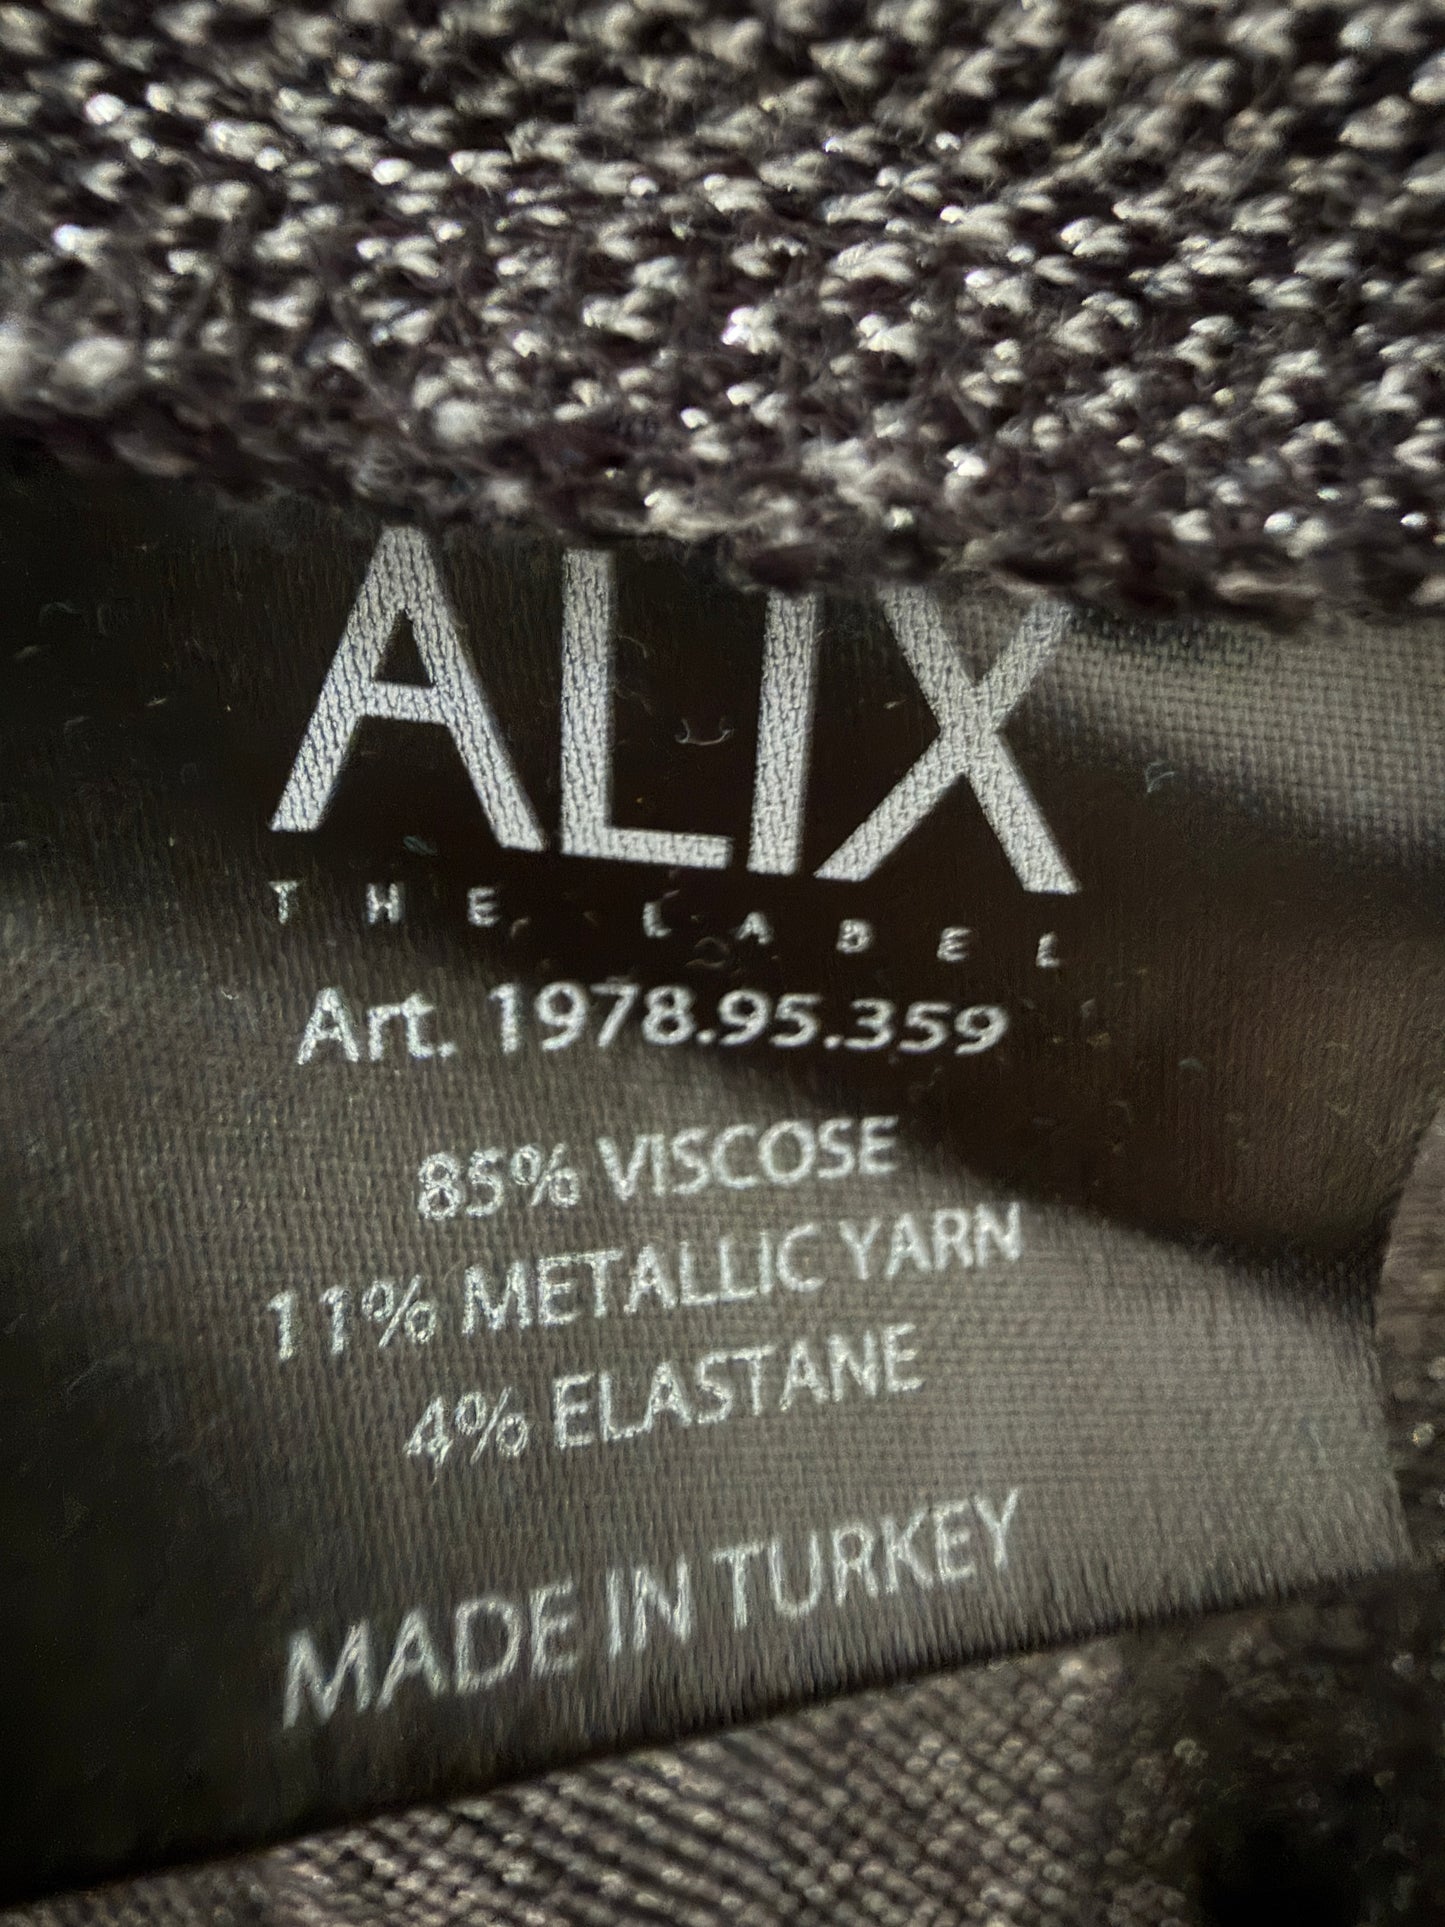 ALIX
THE LABEL
Art. 1978.95.359
85% VISCOSE
11% METALLIC YARN
4% ELASTANE
MADE IN TURKEY